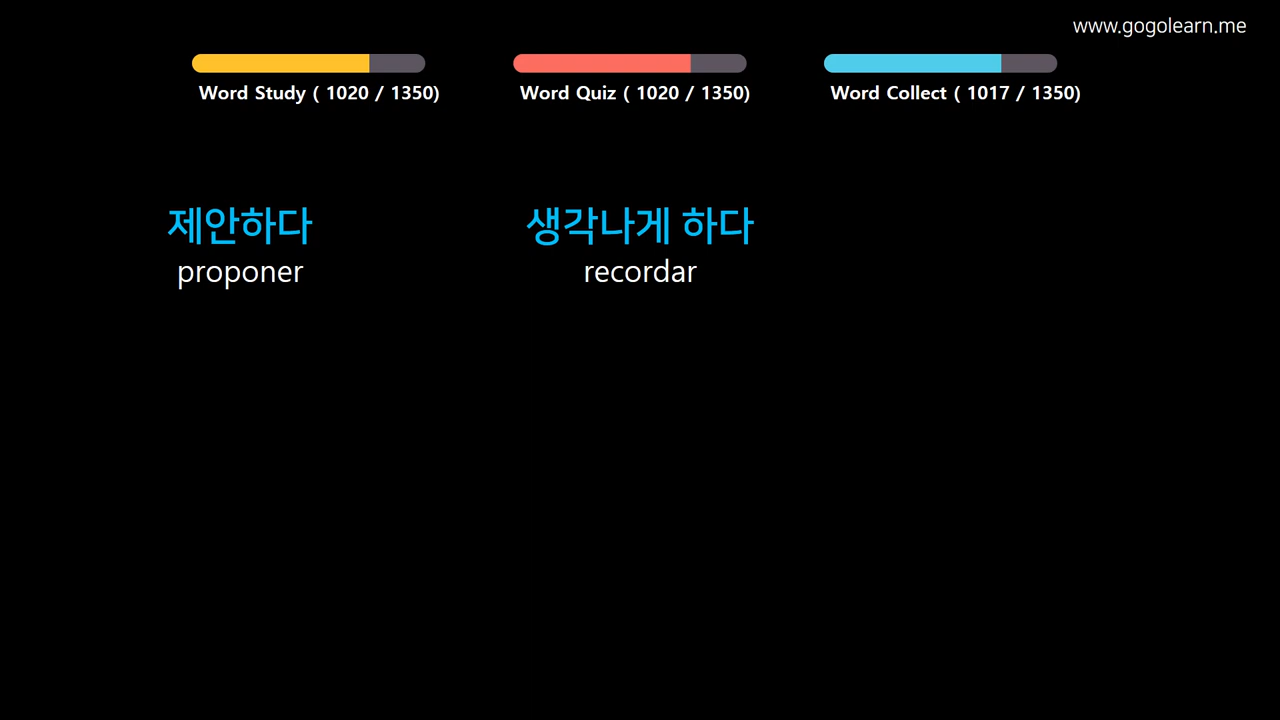 www.gogolearn.me
Word Study ( 1020 / 1350)
Word Quiz ( 1020 / 1350)
Word Collect ( 1017 / 1350)
제안하다
proponer
생각나게 하다
recordar